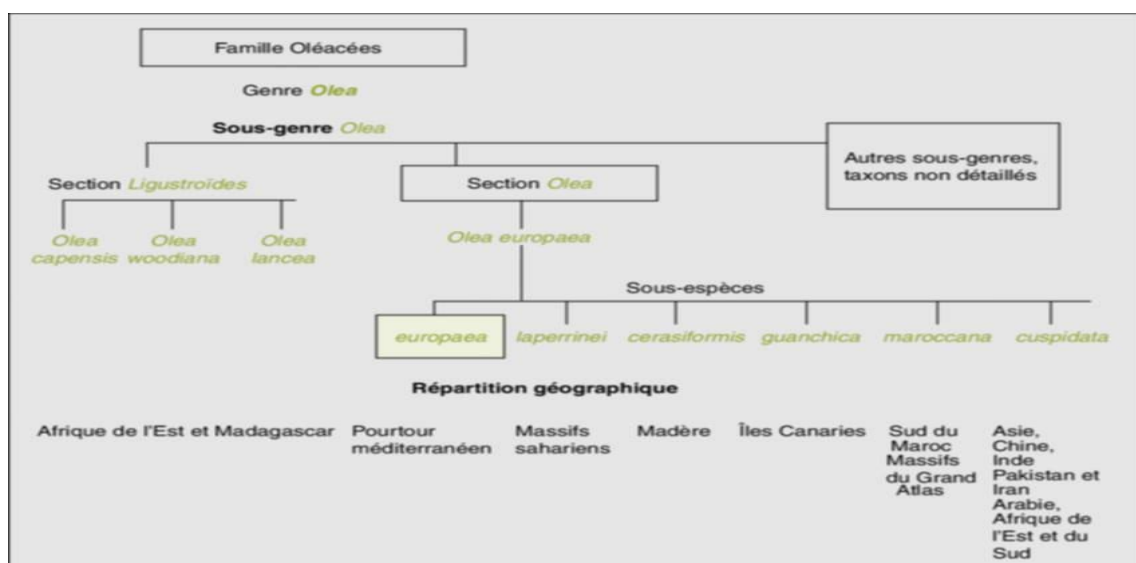 Famille Oléacées
Genre Olea
Sous-genre Olea
Autres sous-genres,
taxons non détaillés
Section Ligustroïdes
Section Olea
Olea
capensis
Olea
woodiana
Olea
lancea
Olea europaea
Sous-espèces
europaea
laperrinei
cerasiformis
guanchica
maroccana
cuspidata
Répartition géographique
Afrique de l'Est et Madagascar
Pourtour
méditerranéen
Massifs
sahariens
Madère
Îles Canaries
Sud du
Maroc
Massifs
du Grand
Atlas
Asie,
Chine,
Inde
Pakistan et
Iran
Arabie,
Afrique de
l'Est et du
Sud